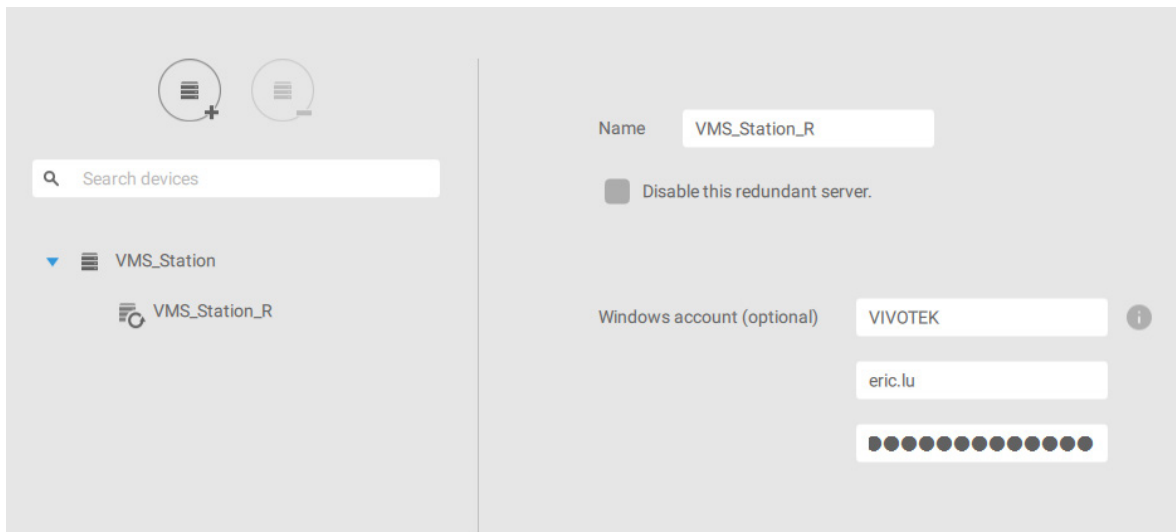 Search devices
VMS_Station
VMS_Station_R
Name VMS_Station_R
Disable this redundant server.
Windows account (optional) VIVOTEK
eric.lu